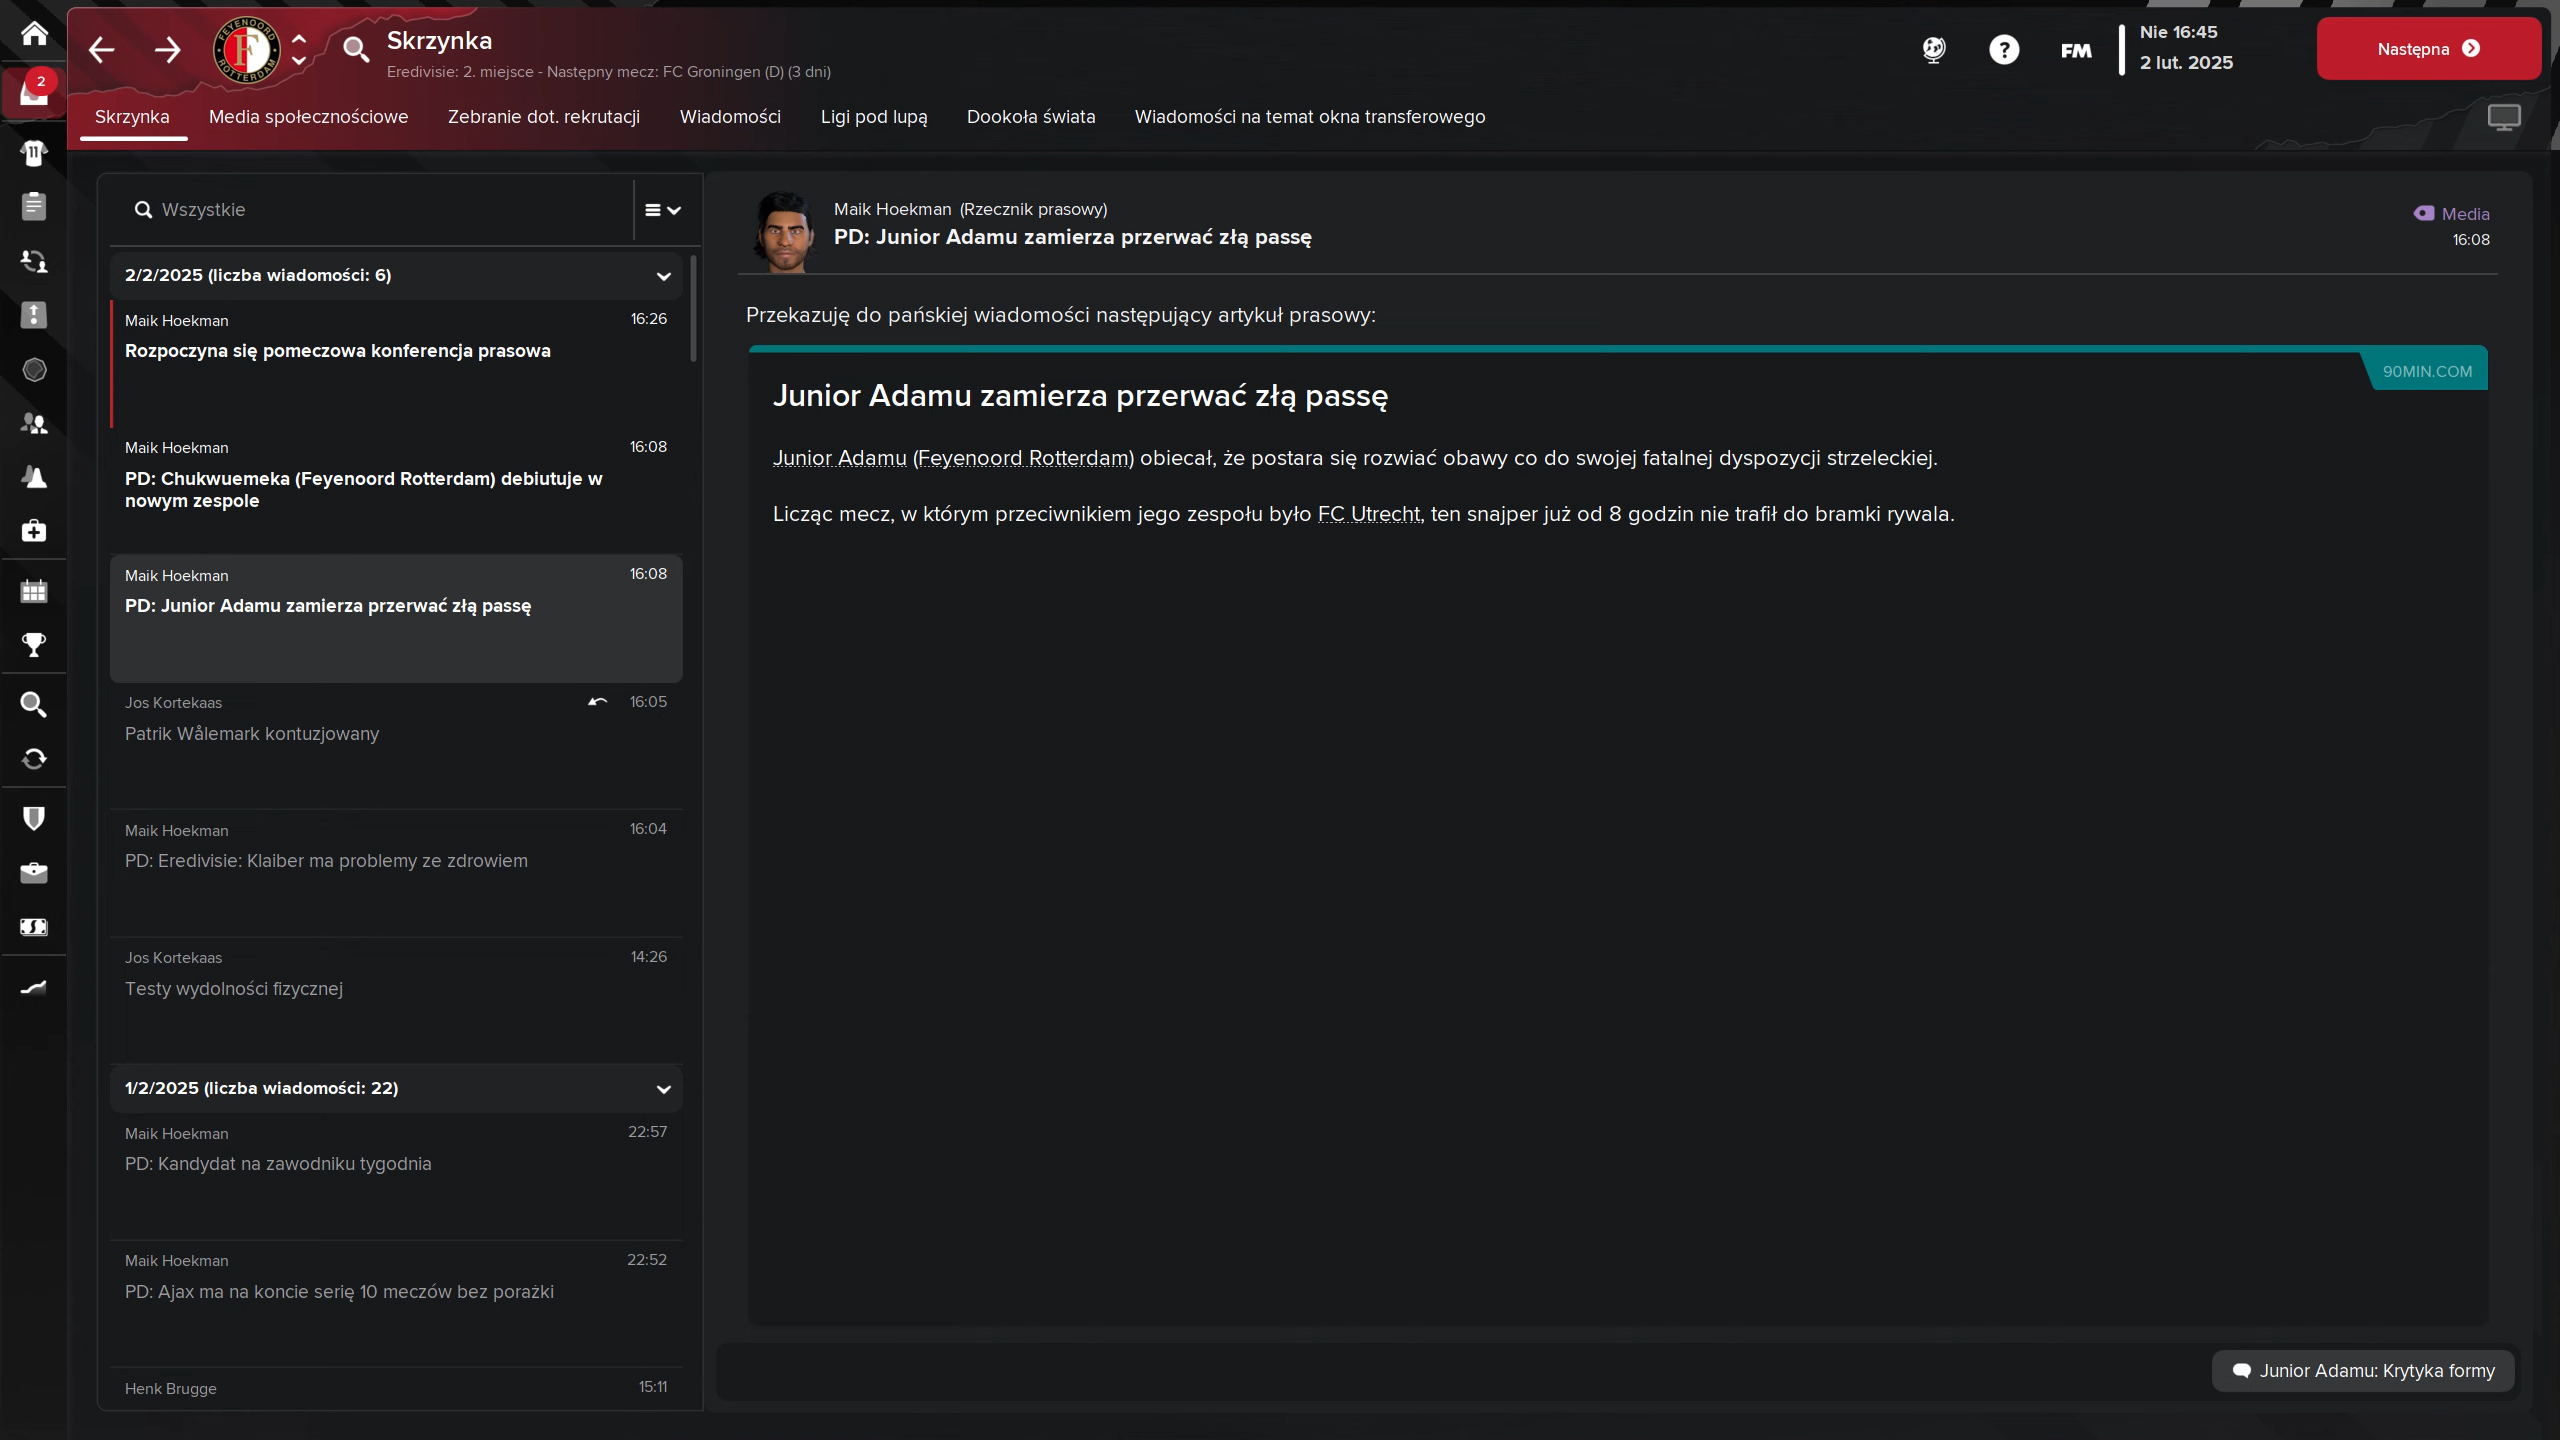 Skrzynka
Eredivisie: 2. miejsce - Następny mecz: FC Groningen (D) (3 dni)
FM
Nie 16:45
2 lut. 2025
Następna
2
Skrzynka
Media społecznościowe
Zebranie dot. rekrutacji
Wiadomości
Ligi pod lupą
Dookoła świata
Wiadomości na temat okna transferowego
11
FEYENOORD
ROTTERDAM
Wszystkie
2/2/2025 (liczba wiadomości: 6)
Maik Hoekman 16:26
Rozpoczyna się pomeczowa konferencja prasowa
Maik Hoekman 16:08
PD: Chukwuemeka (Feyenoord Rotterdam) debiutuje w
nowym zespole
Maik Hoekman 16:08
PD: Junior Adamu zamierza przerwać złą passę
Jos Kortekaas 16:05
Patrik Wålemark kontuzjowany
Maik Hoekman 16:04
PD: Eredivisie: Klaiber ma problemy ze zdrowiem
Jos Kortekaas 14:26
Testy wydolności fizycznej
1/2/2025 (liczba wiadomości: 22)
Maik Hoekman 22:57
PD: Kandydat na zawodniku tygodnia
Maik Hoekman 22:52
PD: Ajax ma na koncie serię 10 meczów bez porażki
Henk Brugge 15:11
Maik Hoekman (Rzecznik prasowy)
PD: Junior Adamu zamierza przerwać złą passę
Media
16:08
Przekazuję do pańskiej wiadomości następujący artykuł prasowy:
90MIN.COM
Junior Adamu zamierza przerwać złą passę
Junior Adamu (Feyenoord Rotterdam) obiecał, że postara się rozwiać obawy co do swojej fatalnej dyspozycji strzeleckiej.
Licząc mecz, w którym przeciwnikiem jego zespołu było FC Utrecht, ten snajper już od 8 godzin nie trafił do bramki rywala.
Junior Adamu: Krytyka formy